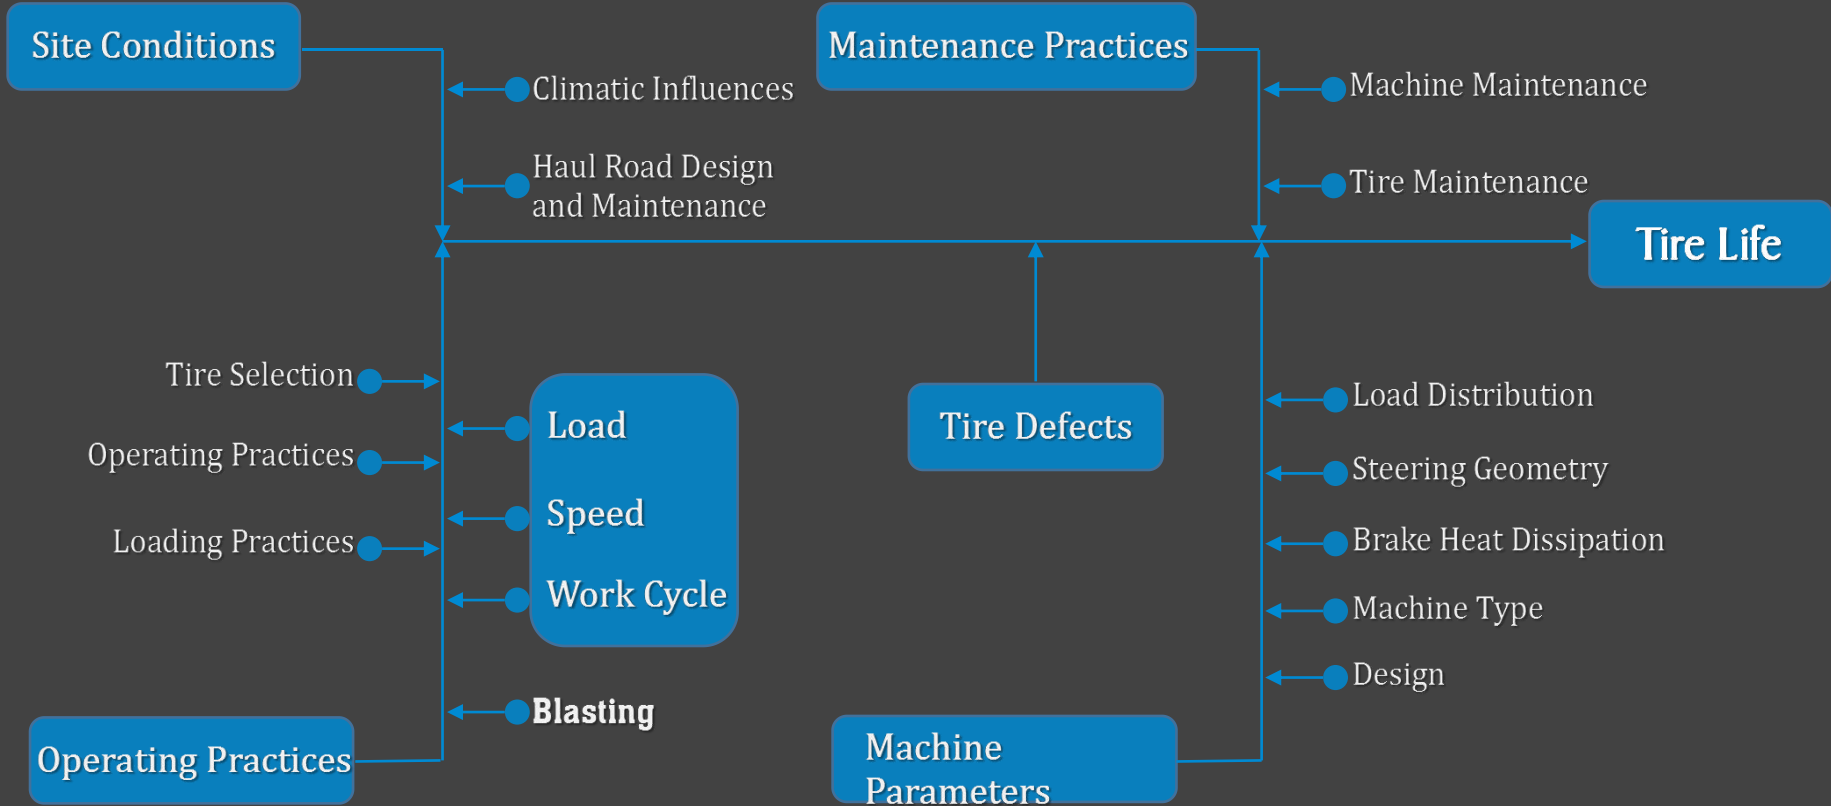 Site Conditions
Maintenance Practices
Climatic Influences
Machine Maintenance
Haul Road Design
and Maintenance
Tire Maintenance
Tire Life
Tire Selection
Load
Tire Defects
Load Distribution
Operating Practices
Steering Geometry
Speed
Loading Practices
Brake Heat Dissipation
Work Cycle
Machine Type
Design
Blasting
Operating Practices
Machine
Parameters